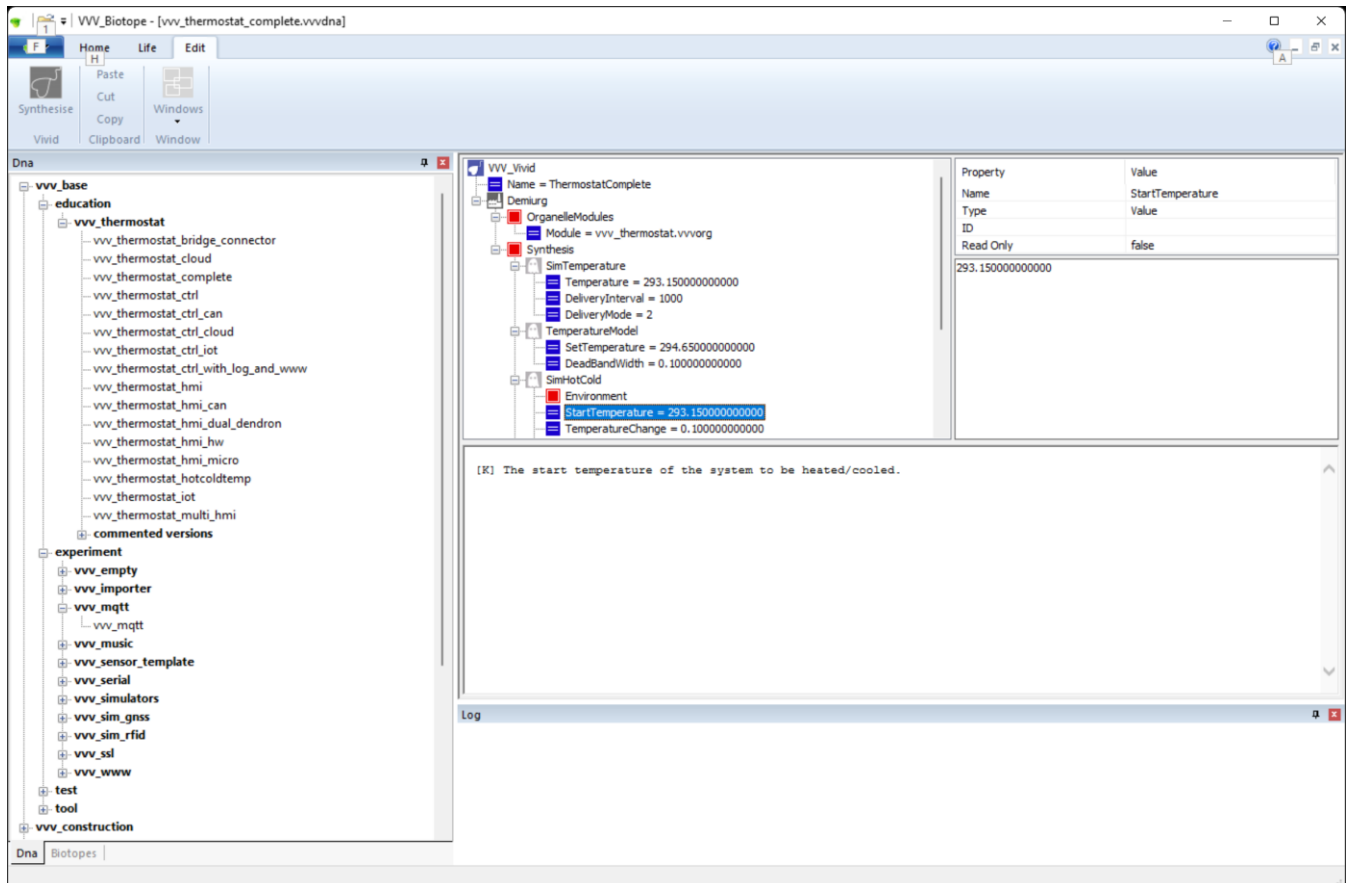 1
VVV_Biotope - [vvv_thermostat_complete.vvvdna]
F
Home
Life
Edit
H
A
Synthesise
Paste
Cut
Copy
Windows
Vivid
Clipboard
Window
Dna
vvv_base
education
vvv_thermostat
vvv_thermostat_bridge_connector
vvv_thermostat_cloud
vvv_thermostat_complete
vvv_thermostat_ctrl
vvv_thermostat_ctrl_can
vvv_thermostat_ctrl_cloud
vvv_thermostat_ctrl_iot
vvv_thermostat_ctrl_with_log_and_www
vvv_thermostat_hmi
vvv_thermostat_hmi_can
vvv_thermostat_hmi_dual_dendron
vvv_thermostat_hmi_hw
vvv_thermostat_hmi_micro
vvv_thermostat_hotcoldtemp
vvv_thermostat_iot
vvv_thermostat_multi_hmi
commented versions
experiment
vvv_empty
vvv_importer
vvv_mqtt
vvv_mqtt
vvv_music
vvv_sensor_template
vvv_serial
vvv_simulators
vvv_sim_gnss
vvv_sim_rfid
vvv_ssl
vvv_www
test
tool
vvv_construction
Dna
Biotopes
VVV_Vivid
Name = ThermostatComplete
Demiurg
OrganelleModules
Module = vvv_thermostat.vvvorg
Synthesis
SimTemperature
Temperature = 293.150000000000
DeliveryInterval = 1000
DeliveryMode = 2
TemperatureModel
SetTemperature = 294.650000000000
DeadBandWidth = 0.100000000000
SimHotCold
Environment
StartTemperature = 293.150000000000
TemperatureChange = 0.100000000000
Property Value
Name StartTemperature
Type Value
ID
Read Only false
293.150000000000
[K] The start temperature of the system to be heated/cooled.
Log